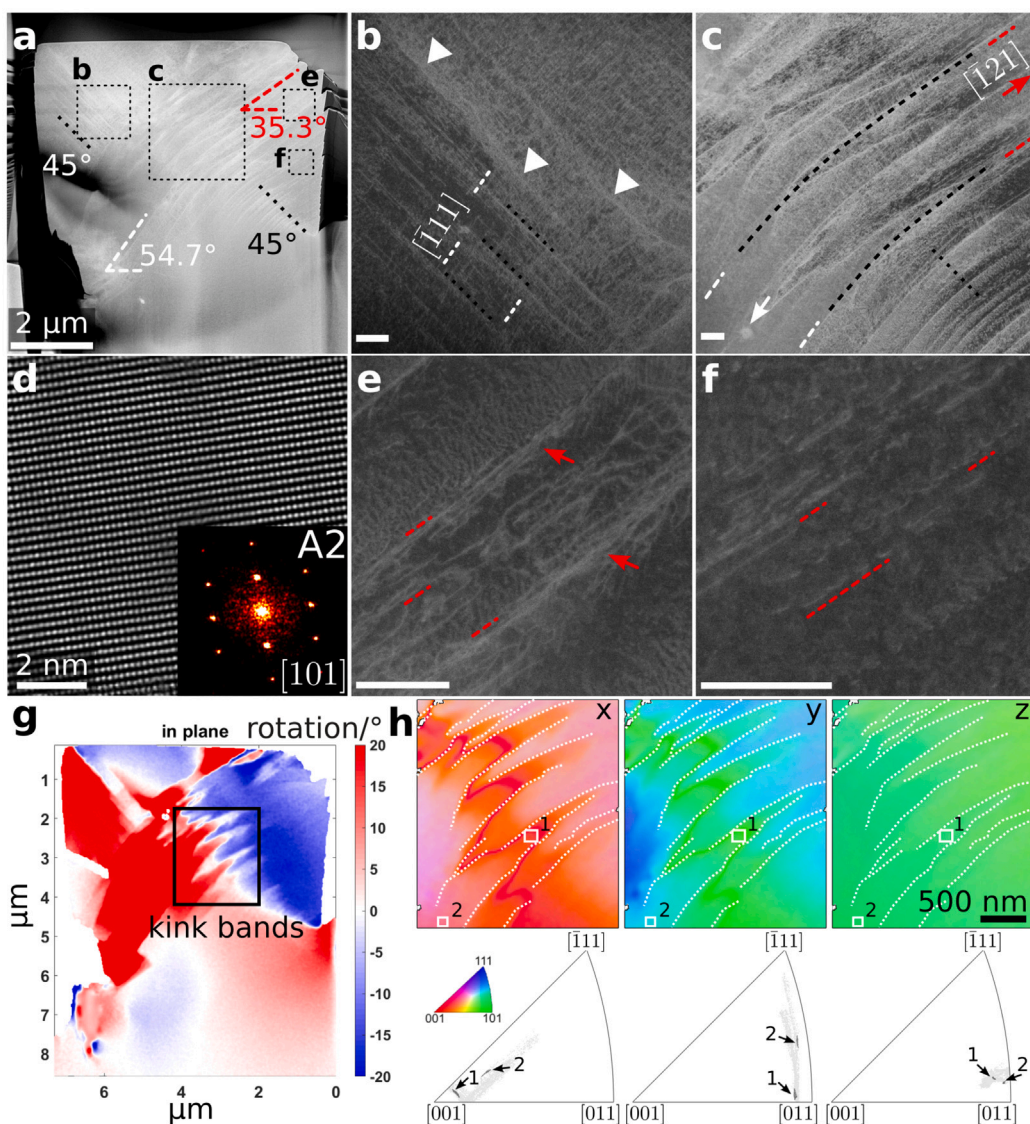 a
b
c
e
35.3°
f
45°
45°
54.7°
2 μm
b
[1̄11]
c
[1̄21]
d
A2
[101]
2 nm
e
f
g
in plane
rotation/°
20
15
10
5
0
-5
-10
-15
-20
1
2
3
4
5
6
7
8
μm
kink bands
6
4
2
0
μm
h
x
1
2
y
1
2
z
1
2
500 nm
111
001
101
[1̄11]
1
2
[001]
[011]
[1̄11]
2
1
[001]
[011]
[1̄11]
1
2
[001]
[011]